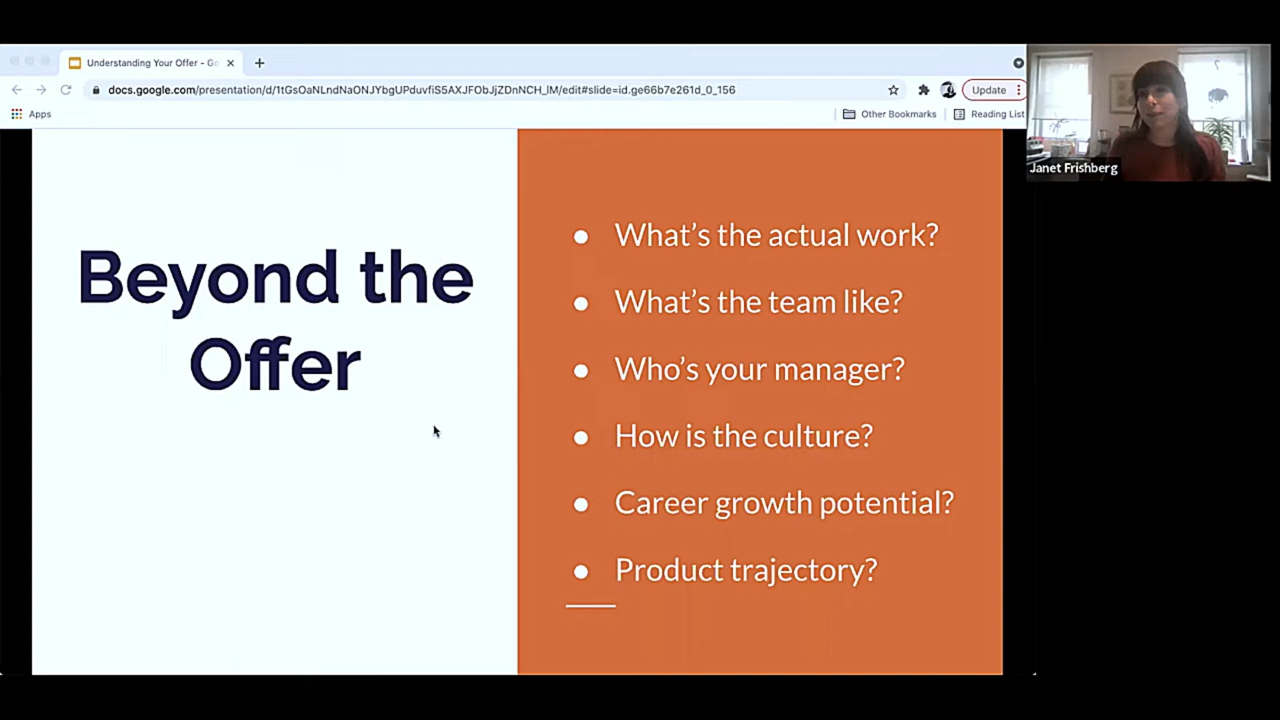 Understanding Your Offer - Go
docs.google.com/presentation/d/1tGsOaNLndNaONJYbgUPduvfiS5AXJFObJjZDnNCH_lM/edit#slide=id.ge66b7e261d_0_156
Update
Apps
Other Bookmarks
Reading List
Janet Frishberg
Beyond the
Offer
● What's the actual work?
● What's the team like?
● Who's your manager?
● How is the culture?
● Career growth potential?
● Product trajectory?